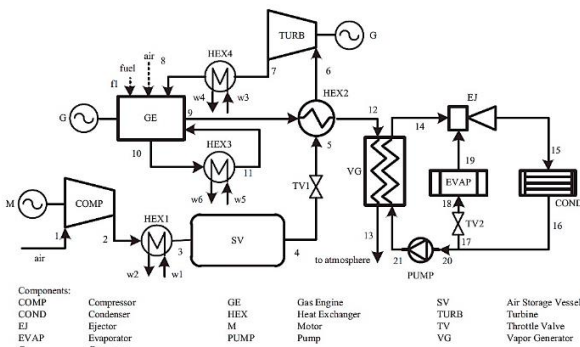 TURB
G
HEX4
7
6
8
air
fuel
f1
w4
w3
HEX2
G
GE
9
12
EJ
14
10
HEX3
11
5
15
19
VG
TV1
w6
w5
EVAP
COND
M
COMP
HEX1
18
TV2
SV
13
17
16
1
2
3
4
21
20
air
w2
w1
to atmosphere
PUMP
Components:
COMP Compressor GE Gas Engine SV Air Storage Vessel
COND Condenser HEX Heat Exchanger TURB Turbine
EJ Ejector M Motor TV Throttle Valve
EVAP Evaporator PUMP Pump VG Vapor Generator